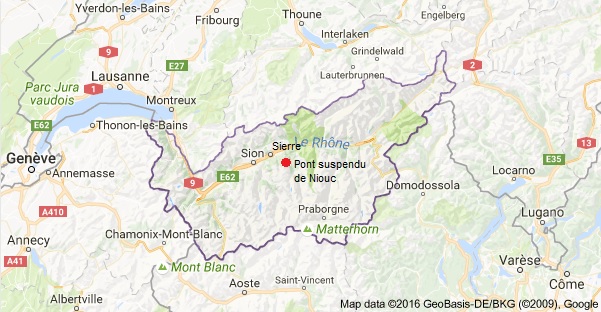 Yverdon-les-Bains
Fribourg
Thoune
Engelberg
Interlaken
Grindelwald
Lauterbrunnen
9
E27
2
Lausanne
1
Parc Jura
vaudois
Montreux
E62
Thonon-les-Bains
Genève
Annemasse
Sierre
Le Rhône
Sion
Pont suspendu
de Niouc
9
E62
13
E35
Locarno
Domodossola
Lugano
A410
Annecy
A41
Praborgne
Matterhorn
Chamonix-Mont-Blanc
Mont Blanc
Varèse
Côme
Aoste
Saint-Vincent
Albertville
Map data ©2016 GeoBasis-DE/BKG (©2009), Google